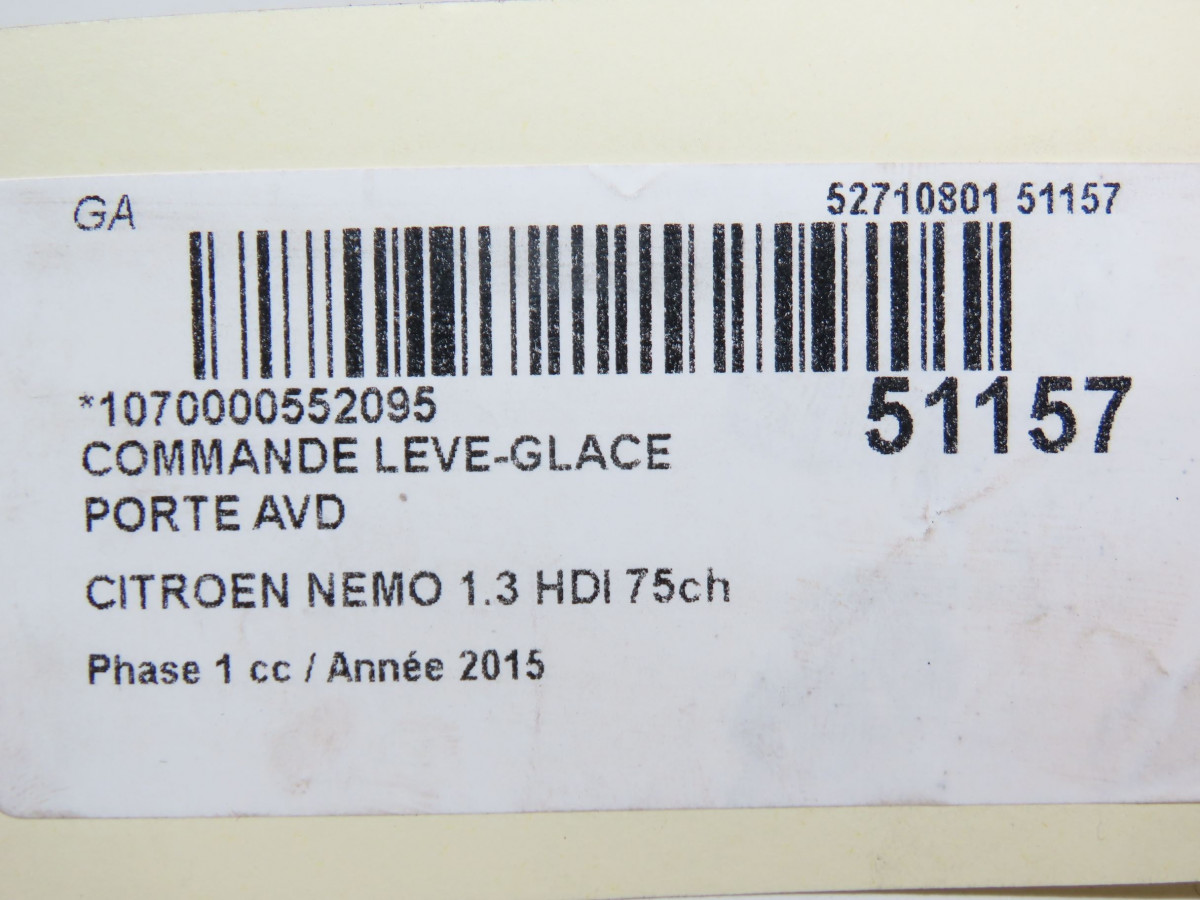 GA
52710801 51157
*1070000552095
51157
COMMANDE LEVE-GLACE
PORTE AVD
CITROEN NEMO 1.3 HDI 75ch
Phase 1 cc / Année 2015